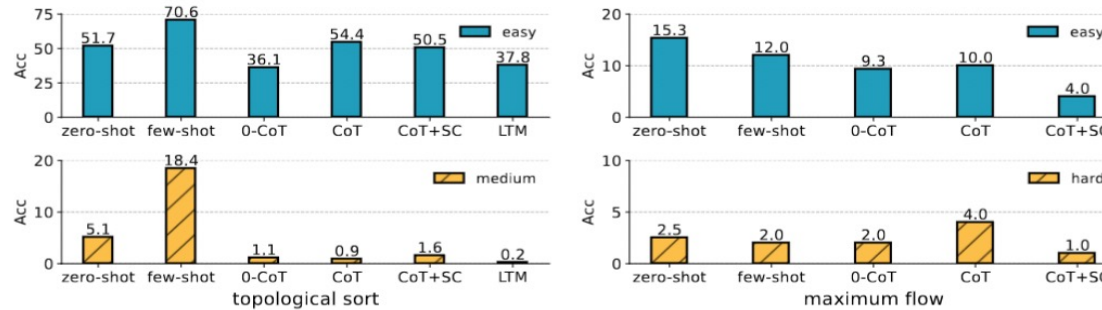 75
50
25
0
Acc
51.7
70.6
36.1
54.4
50.5
37.8
easy
zero-shot few-shot 0-CoT CoT CoT+SC LTM
20
10
0
Acc
15.3
12.0
9.3
10.0
4.0
easy
zero-shot few-shot 0-CoT CoT CoT+SC
20
10
0
Acc
5.1
18.4
1.1
0.9
1.6
0.2
medium
zero-shot few-shot 0-CoT CoT CoT+SC LTM
topological sort
10
5
0
Acc
2.5
2.0
2.0
4.0
1.0
hard
zero-shot few-shot 0-CoT CoT CoT+SC
maximum flow